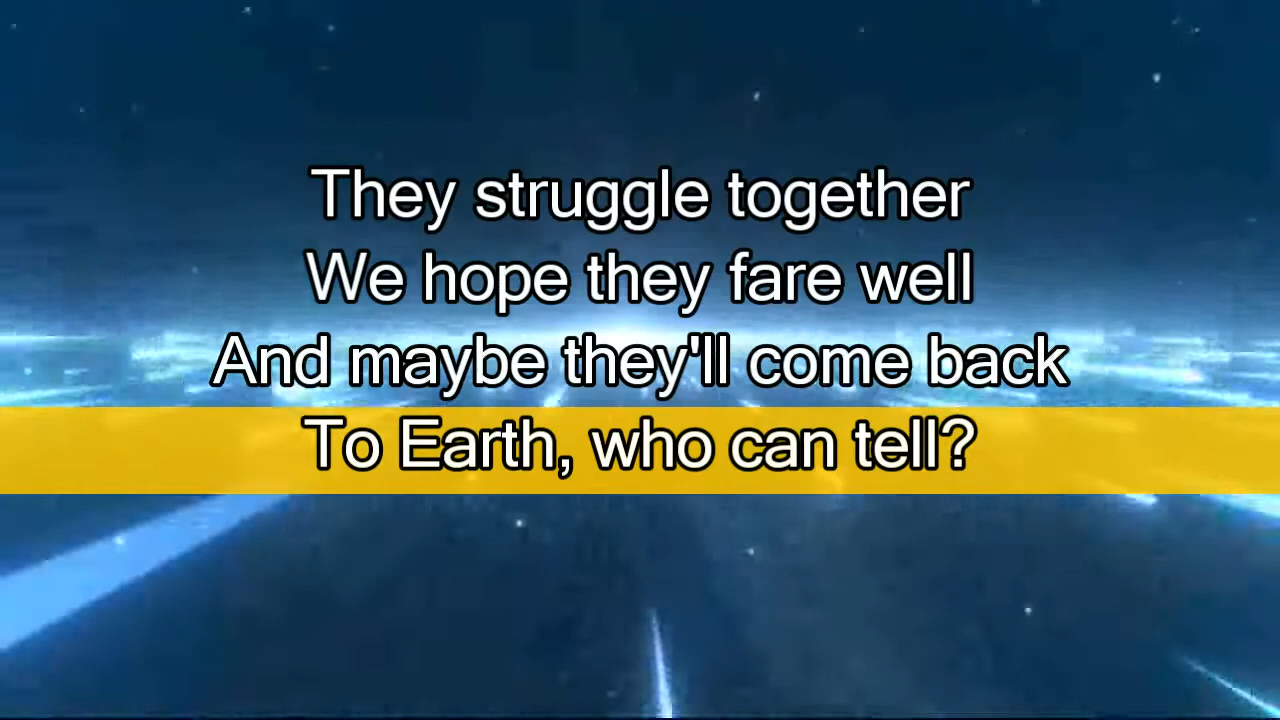 They struggle together
We hope they fare well
And maybe they'll come back
To Earth, who can tell?